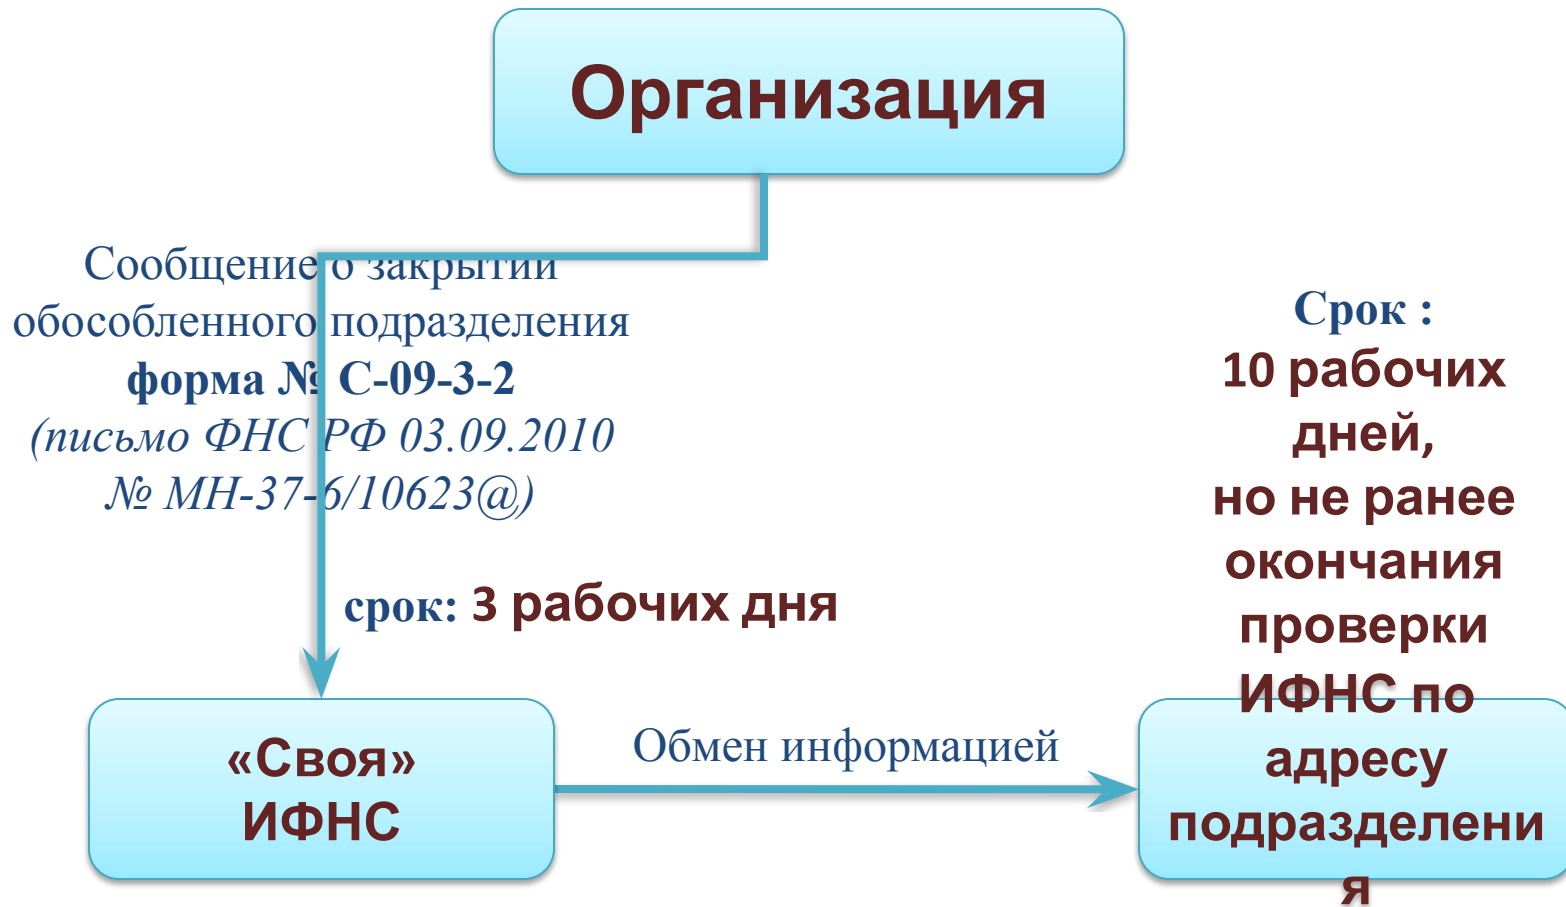 Организация
Сообщение о закрытии
обособленного подразделения
форма № С-09-3-2
(письмо ФНС РФ 03.09.2010
№ МН-37-6/10623@)
срок: 3 рабочих дня
«Своя»
ИФНС
Обмен информацией
Срок :
10 рабочих
дней,
но не ранее
окончания
проверки
ИФНС по
адресу
подразделени
я